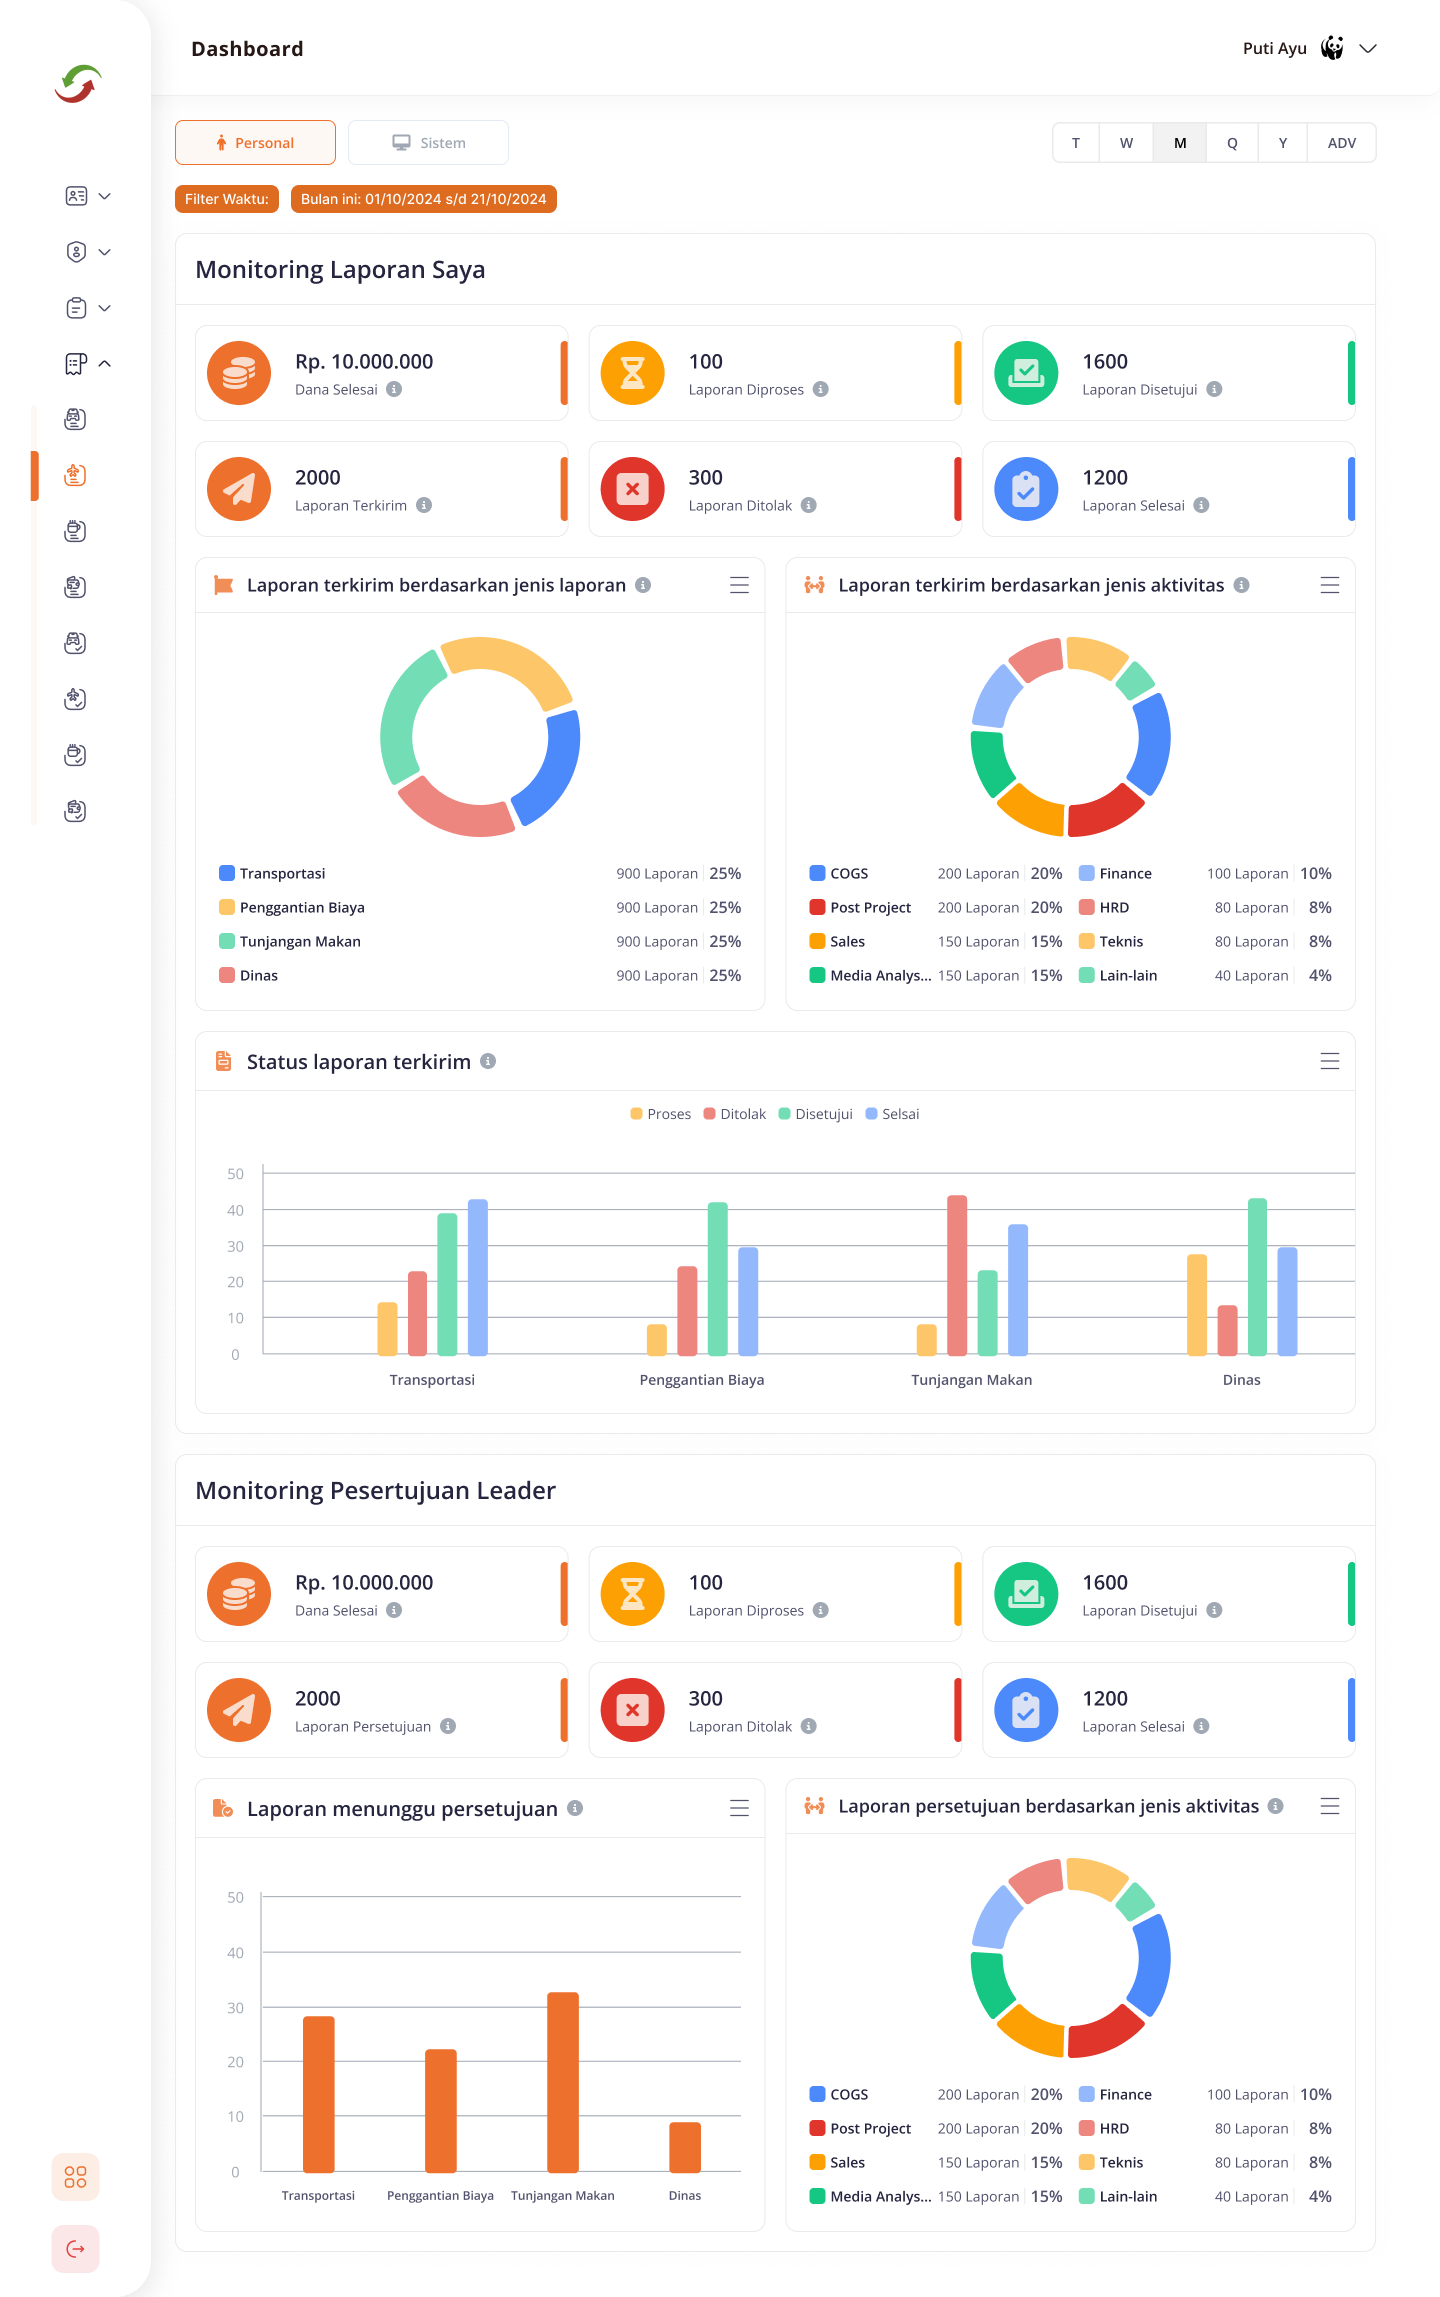 Dashboard
Puti Ayu
Personal
Sistem
T W M Q Y ADV
Filter Waktu:
Bulan ini: 01/10/2024 s/d 21/10/2024
Monitoring Laporan Saya
Rp. 10.000.000
Dana Selesai
100
Laporan Diproses
1600
Laporan Disetujui
2000
Laporan Terkirim
300
Laporan Ditolak
1200
Laporan Selesai
Laporan terkirim berdasarkan jenis laporan
Transportasi 900 Laporan 25%
Penggantian Biaya 900 Laporan 25%
Tunjangan Makan 900 Laporan 25%
Dinas 900 Laporan 25%
Laporan terkirim berdasarkan jenis aktivitas
COGS 200 Laporan 20% Finance 100 Laporan 10%
Post Project 200 Laporan 20% HRD 80 Laporan 8%
Sales 150 Laporan 15% Teknis 80 Laporan 8%
Media Analys... 150 Laporan 15% Lain-lain 40 Laporan 4%
Status laporan terkirim
Proses Ditolak Disetujui Selsai
50
40
30
20
10
0
Transportasi Penggantian Biaya Tunjangan Makan Dinas
Monitoring Pesertujuan Leader
Rp. 10.000.000
Dana Selesai
100
Laporan Diproses
1600
Laporan Disetujui
2000
Laporan Persetujuan
300
Laporan Ditolak
1200
Laporan Selesai
Laporan menunggu persetujuan
50
40
30
20
10
0
Transportasi Penggantian Biaya Tunjangan Makan Dinas
Laporan persetujuan berdasarkan jenis aktivitas
COGS 200 Laporan 20% Finance 100 Laporan 10%
Post Project 200 Laporan 20% HRD 80 Laporan 8%
Sales 150 Laporan 15% Teknis 80 Laporan 8%
Media Analys... 150 Laporan 15% Lain-lain 40 Laporan 4%